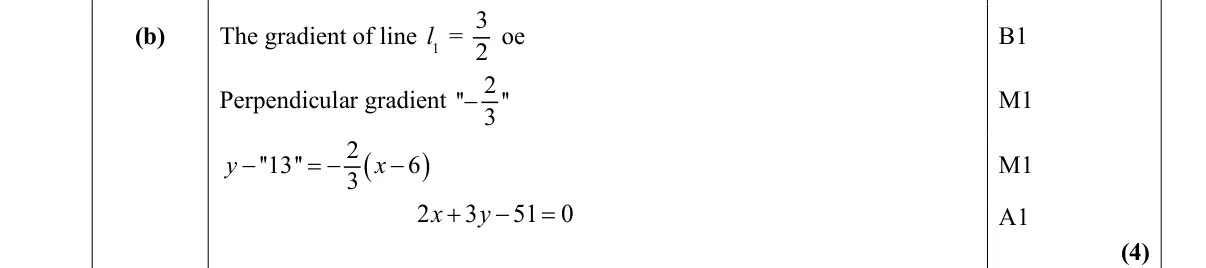 (b) The gradient of line l₁ = 3/2 oe B1
Perpendicular gradient "−2/3" M1
y−"13"=−2/3(x−6) M1
2x+3y−51=0 A1
(4)